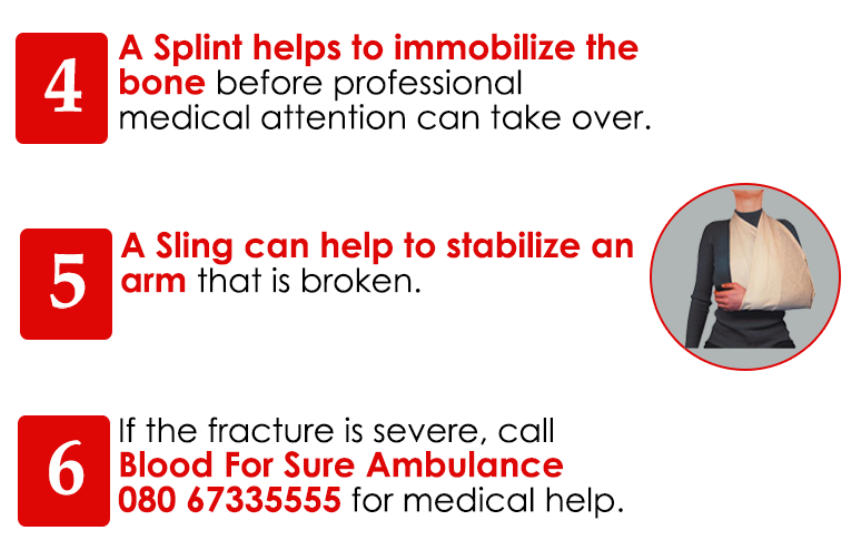 4
A Splint helps to immobilize the
bone before professional
medical attention can take over.
5
A Sling can help to stabilize an
arm that is broken.
6
If the fracture is severe, call
Blood For Sure Ambulance
080 67335555 for medical help.